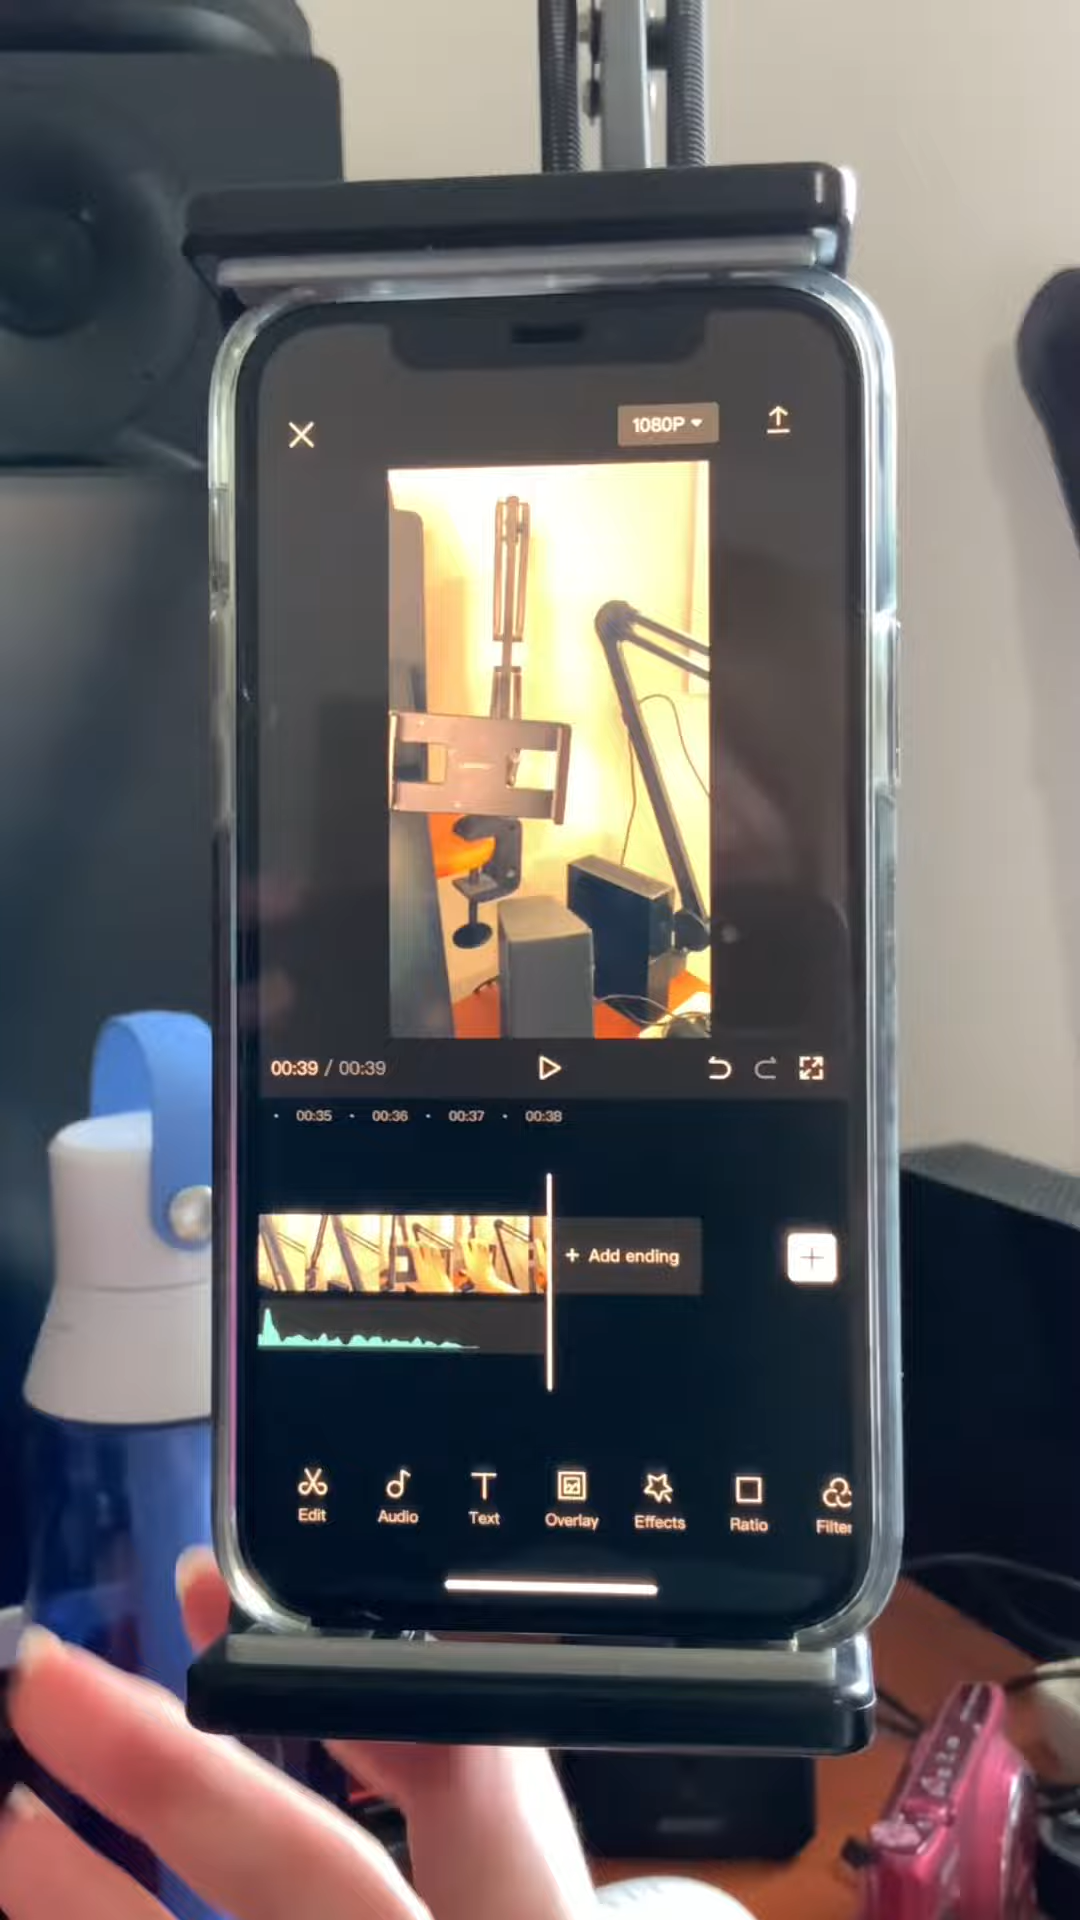 1080P
00:39 / 00:39
00:35 00:36 00:37 00:38
+ Add ending
Edit Audio Text Overlay Effects Ratio Filter